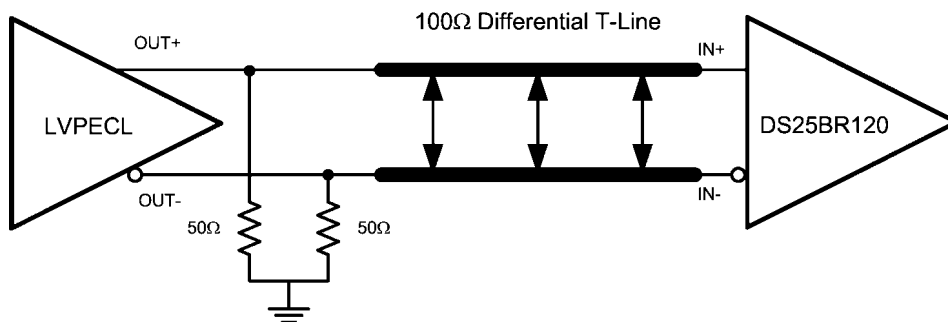 100Ω Differential T-Line
OUT+
IN+
LVPECL
DS25BR120
OUT-
IN-
50Ω
50Ω